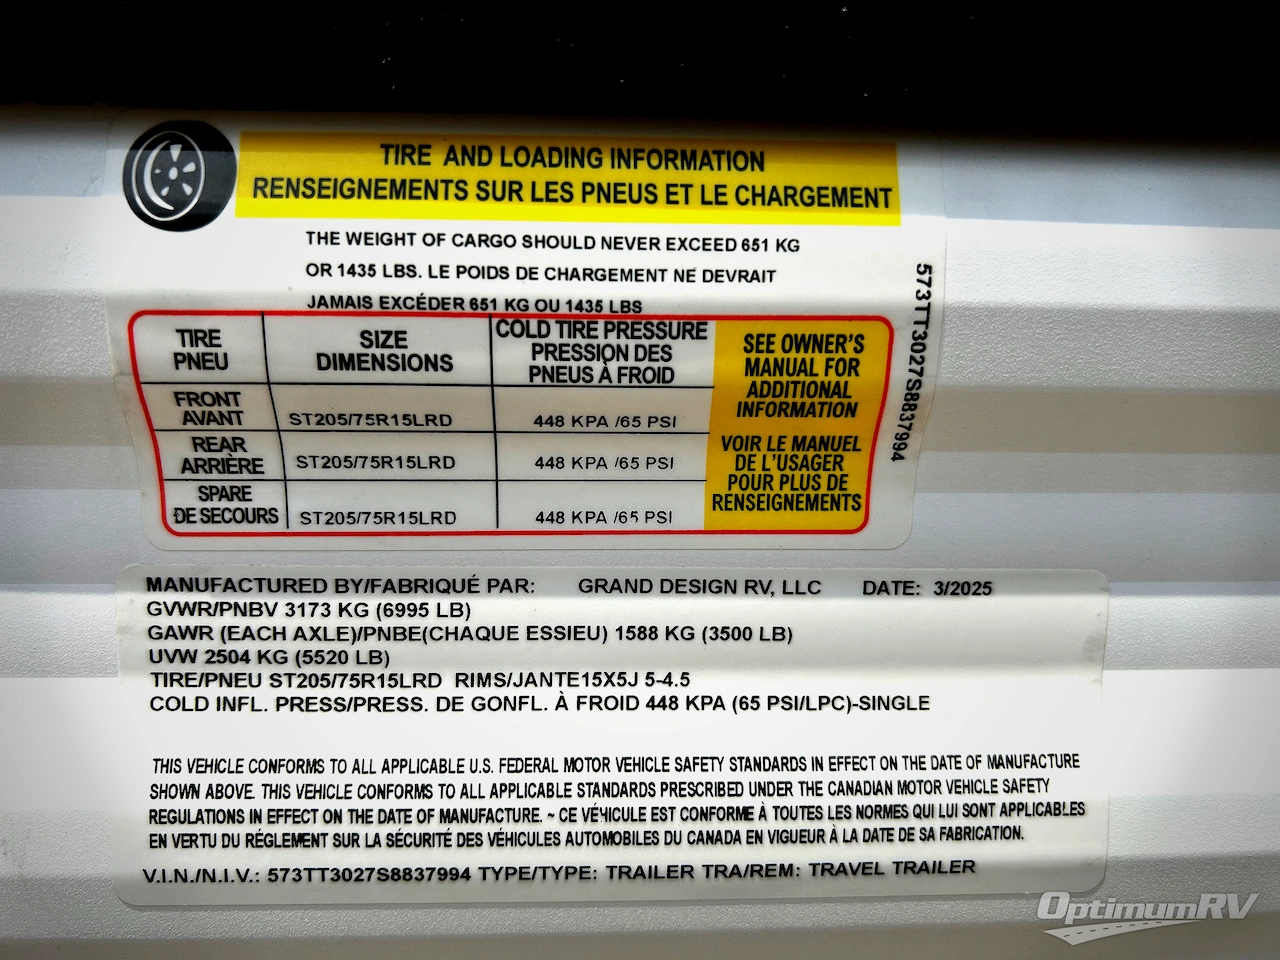 TIRE AND LOADING INFORMATION
RENSEIGNEMENTS SUR LES PNEUS ET LE CHARGEMENT
THE WEIGHT OF CARGO SHOULD NEVER EXCEED 651 KG
OR 1435 LBS. LE POIDS DE CHARGEMENT NE DEVRAIT
JAMAIS EXCÉDER 651 KG OU 1435 LBS
TIRE
PNEU
SIZE
DIMENSIONS
COLD TIRE PRESSURE
PRESSION DES
PNEUS À FROID
FRONT
AVANT
ST205/75R15LRD
448 KPA /65 PSI
REAR
ARRIÈRE
ST205/75R15LRD
448 KPA /65 PSI
SPARE
DE SECOURS
ST205/75R15LRD
448 KPA /65 PSI
SEE OWNER'S
MANUAL FOR
ADDITIONAL
INFORMATION
VOIR LE MANUEL
DE L'USAGER
POUR PLUS DE
RENSEIGNEMENTS
573TT3027S8837994
MANUFACTURED BY/FABRIQUÉ PAR: GRAND DESIGN RV, LLC DATE: 3/2025
GVWR/PNBV 3173 KG (6995 LB)
GAWR (EACH AXLE)/PNBE(CHAQUE ESSIEU) 1588 KG (3500 LB)
UVW 2504 KG (5520 LB)
TIRE/PNEU ST205/75R15LRD RIMS/JANTE15X5J 5-4.5
COLD INFL. PRESS/PRESS. DE GONFL. À FROID 448 KPA (65 PSI/LPC)-SINGLE
THIS VEHICLE CONFORMS TO ALL APPLICABLE U.S. FEDERAL MOTOR VEHICLE SAFETY STANDARDS IN EFFECT ON THE DATE OF MANUFACTURE
SHOWN ABOVE. THIS VEHICLE CONFORMS TO ALL APPLICABLE STANDARDS PRESCRIBED UNDER THE CANADIAN MOTOR VEHICLE SAFETY
REGULATIONS IN EFFECT ON THE DATE OF MANUFACTURE. ~ CE VÉHICULE EST CONFORME À TOUTES LES NORMES QUI LUI SONT APPLICABLES
EN VERTU DU RÉGLEMENT SUR LA SÉCURITÉ DES VÉHICULES AUTOMOBILES DU CANADA EN VIGUEUR À LA DATE DE SA FABRICATION.
V.I.N./N.I.V.: 573TT3027S8837994 TYPE/TYPE: TRAILER TRA/REM: TRAVEL TRAILER
OptimumRV